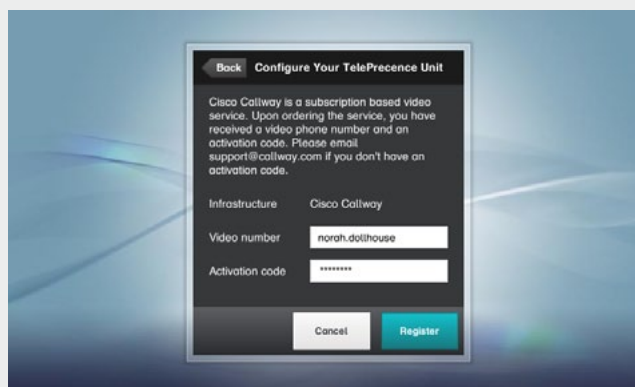 Back Configure Your TelePrecence Unit
Cisco Callway is a subscription based video
service. Upon ordering the service, you have
received a video phone number and an
activation code. Please email
support@callway.com if you don't have an
activation code.
Infrastructure Cisco Callway
Video number norah.dollhouse
Activation code ********
Cancel Register